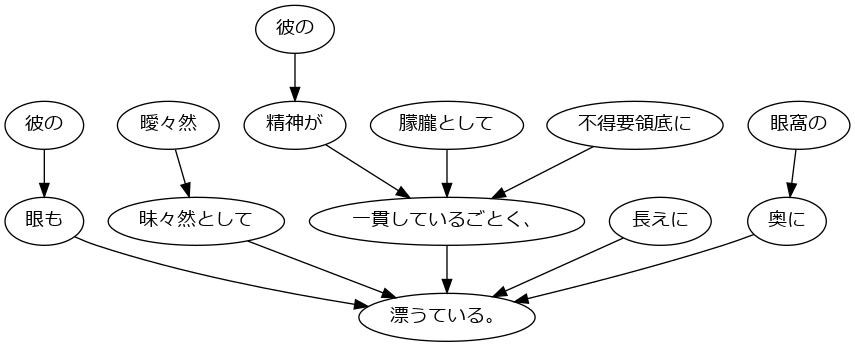 彼の
彼の
曖々然
精神が
朦朧として
不得要領底に
眼窩の
眼も
昧々然として
一貫しているごとく、
長えに
奥に
漂うている。